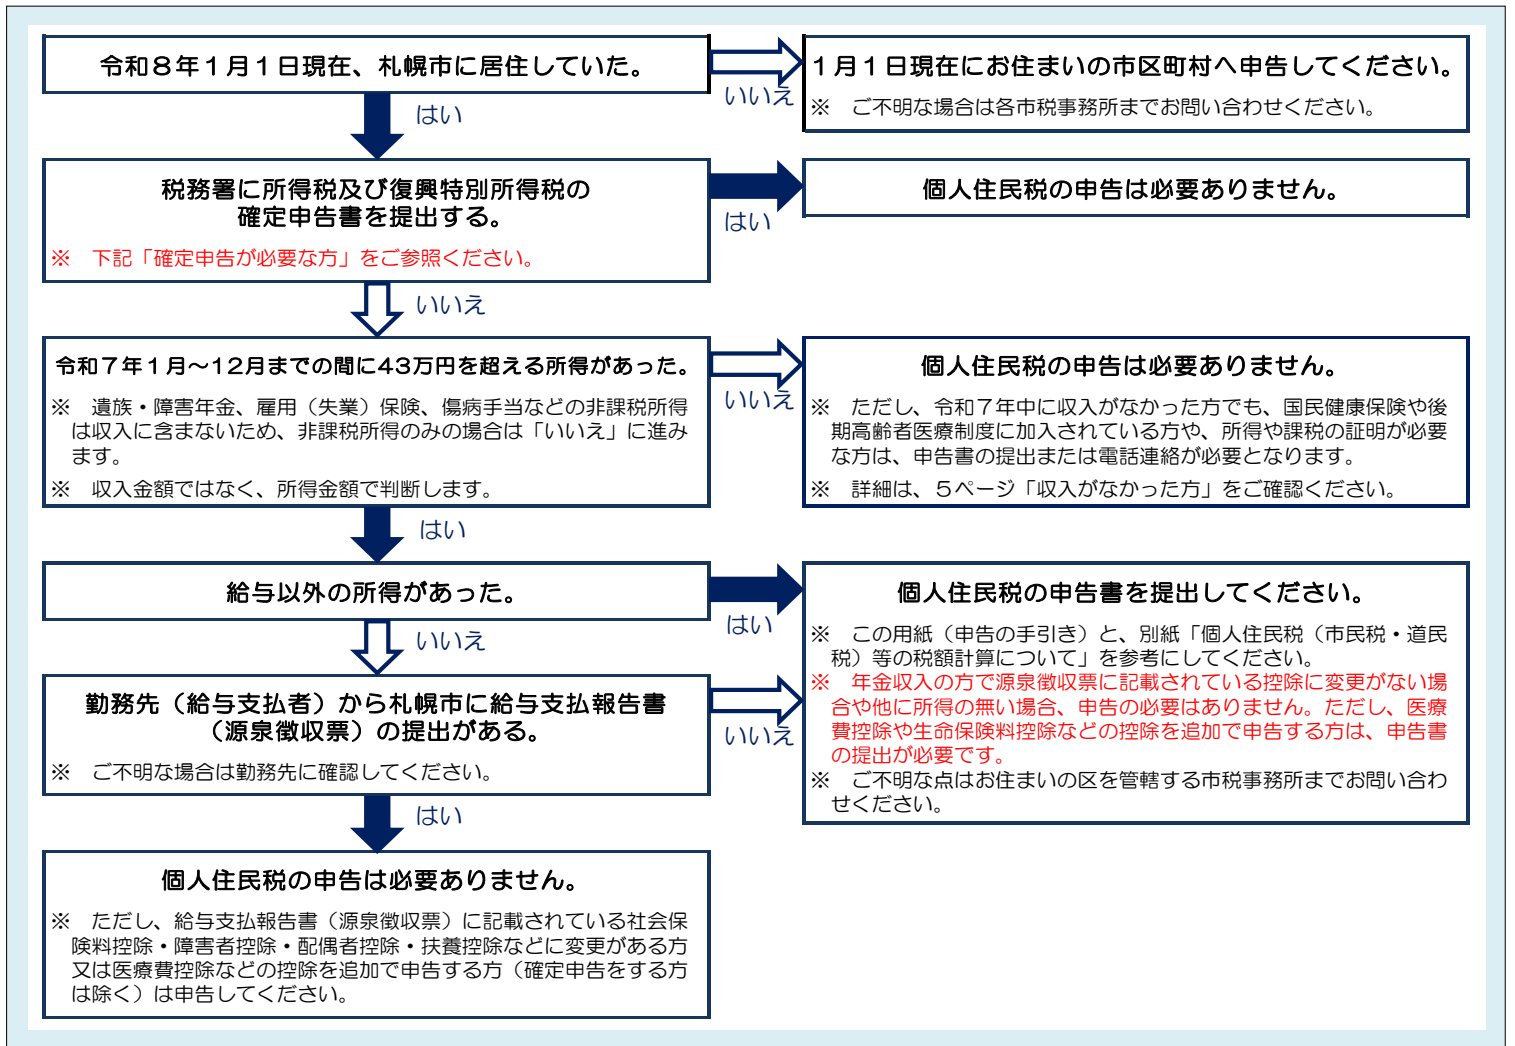 令和８年１月１日現在、札幌市に居住していた。
いいえ
１月１日現在にお住まいの市区町村へ申告してください。
※　ご不明な場合は各市税事務所までお問い合わせください。
はい
税務署に所得税及び復興特別所得税の
確定申告書を提出する。
※　下記「確定申告が必要な方」をご参照ください。
はい
個人住民税の申告は必要ありません。
いいえ
令和７年１月～12月までの間に43万円を超える所得があった。
※　遺族・障害年金、雇用（失業）保険、傷病手当などの非課税所得
は収入に含まないため、非課税所得のみの場合は「いいえ」に進み
ます。
※　収入金額ではなく、所得金額で判断します。
いいえ
個人住民税の申告は必要ありません。
※　ただし、令和７年中に収入がなかった方でも、国民健康保険や後
期高齢者医療制度に加入されている方や、所得や課税の証明が必要
な方は、申告書の提出または電話連絡が必要となります。
※　詳細は、５ページ「収入がなかった方」をご確認ください。
はい
給与以外の所得があった。
はい
個人住民税の申告書を提出してください。
※　この用紙（申告の手引き）と、別紙「個人住民税（市民税・道民
税）等の税額計算について」を参考にしてください。
※　年金収入の方で源泉徴収票に記載されている控除に変更がない場
合や他に所得の無い場合、申告の必要はありません。ただし、医療
費控除や生命保険料控除などの控除を追加で申告する方は、申告書
の提出が必要です。
※　ご不明な点はお住まいの区を管轄する市税事務所までお問い合わ
せください。
いいえ
勤務先（給与支払者）から札幌市に給与支払報告書
（源泉徴収票）の提出がある。
※　ご不明な場合は勤務先に確認してください。
いいえ
はい
個人住民税の申告は必要ありません。
※　ただし、給与支払報告書（源泉徴収票）に記載されている社会保
険料控除・障害者控除・配偶者控除・扶養控除などに変更がある方
又は医療費控除などの控除を追加で申告する方（確定申告をする方
は除く）は申告してください。